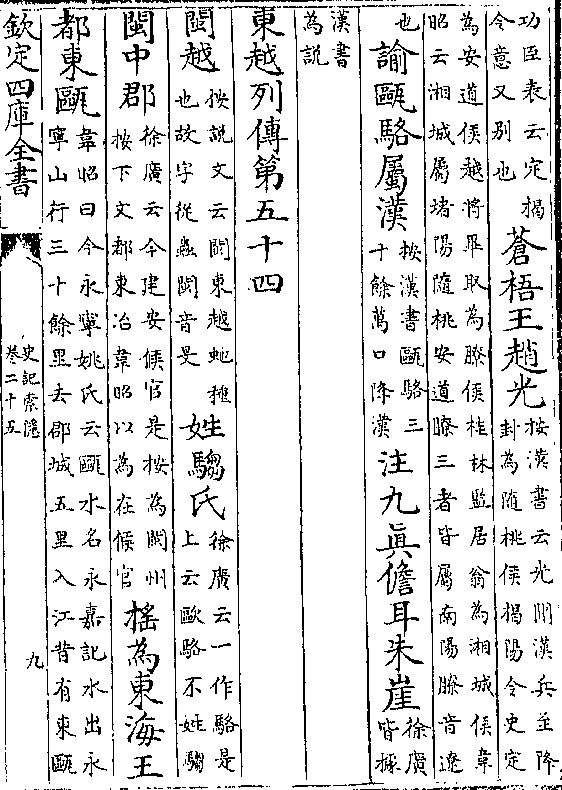 功臣表云定揭
令意又別也
蒼梧王趙光
按漢書云光聞漢兵至降
封為隨桃侯揭陽令史定
為安道侯越將畢取為膫侯桂林監居翁為湘城侯韋
昭云湘城屬堵陽隨桃安道膫三者皆屬南陽膫音遼
也
諭甌駱屬漢
按漢書甌駱三
十餘萬口降漢
注九眞儋耳朱崖
徐廣
皆據
漢書
為説
東越列傳第五十四
閩越
按説文云閩東越虵種
也故字從蟲閩音旻
姓騶氏
徐廣云一作駱是
上云歐駱不姓騶
閩中郡
徐廣云今建安候官是按為閩州
按下文都東冶韋昭以為在候官
揺為東海王
都東甌
韋昭曰今永寧姚氏云甌水名永嘉記水出永
寧山行三十餘里去郡城五里入江昔有東甌
欽定四庫全書
史記索隱
卷二十五
九